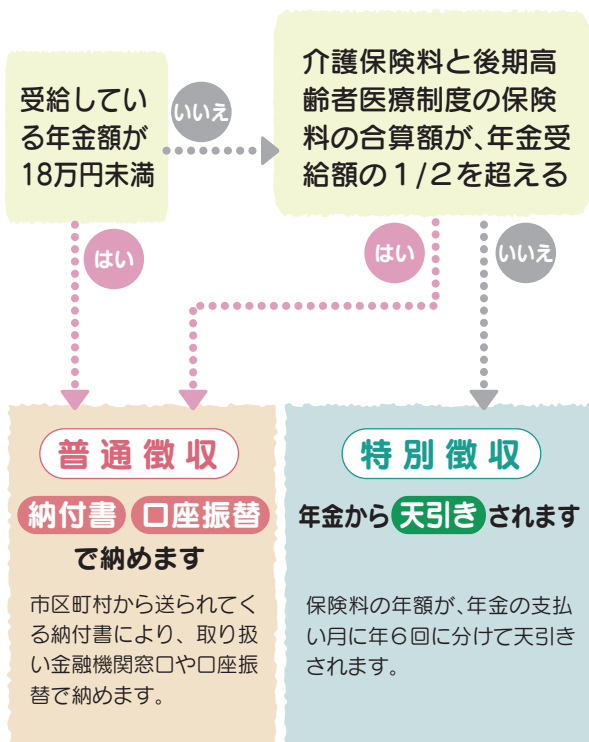 受給してい
る年金額が
18万円未満
いいえ
介護保険料と後期高
齢者医療制度の保険
料の合算額が、年金受
給額の1/2を超える
はい
はい
いいえ
普通徴収
納付書 口座振替
で納めます
市区町村から送られてく
る納付書により、取り扱
い金融機関窓口や口座振
替で納めます。
特別徴収
年金から 天引き されます
保険料の年額が、年金の支払
い月に年6回に分けて天引き
されます。